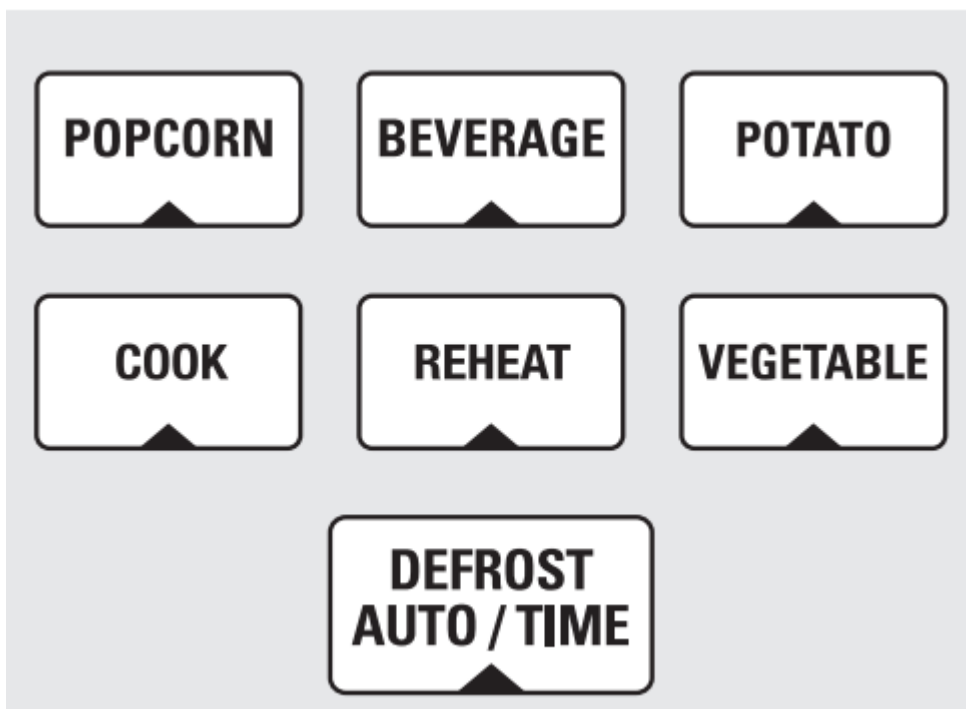 POPCORN
BEVERAGE
POTATO
COOK
REHEAT
VEGETABLE
DEFROST
AUTO / TIME